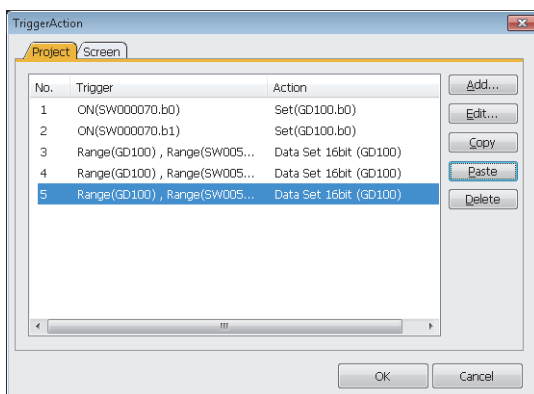 TriggerAction
Project Screen
No. Trigger Action
1 ON(SW000070.b0) Set(GD100.b0)
2 ON(SW000070.b1) Set(GD100.b0)
3 Range(GD100) , Range(SW005... Data Set 16bit (GD100)
4 Range(GD100) , Range(SW005... Data Set 16bit (GD100)
5 Range(GD100) , Range(SW005... Data Set 16bit (GD100)
Add...
Edit...
Copy
Paste
Delete
OK Cancel